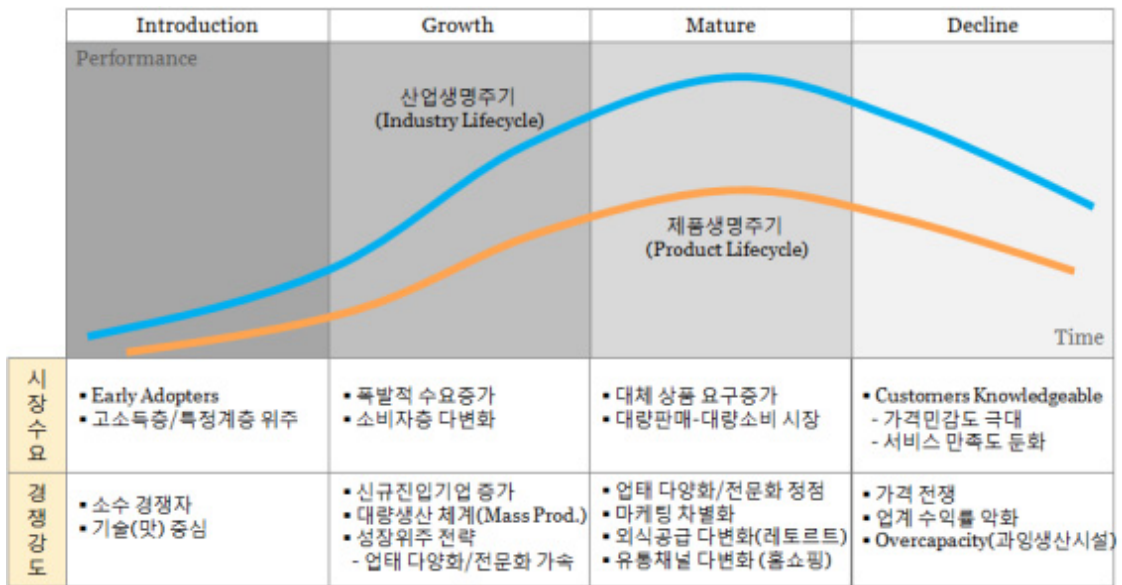 Introduction
Growth
Mature
Decline
Performance
산업생명주기
(Industry Lifecycle)
제품생명주기
(Product Lifecycle)
Time
시장수요
▪ Early Adopters
▪ 고소득층/특정계층 위주
▪ 폭발적 수요증가
▪ 소비자층 다변화
▪ 대체 상품 요구증가
▪ 대량판매-대량소비 시장
▪ Customers Knowledgeable
- 가격민감도 극대
- 서비스 만족도 둔화
경쟁강도
▪ 소수 경쟁자
▪ 기술(맛) 중심
▪ 신규진입기업 증가
▪ 대량생산 체계(Mass Prod.)
▪ 성장위주 전략
- 업태 다양화/전문화 가속
▪ 업태 다양화/전문화 정점
▪ 마케팅 차별화
▪ 외식공급 다변화(레토르트)
▪ 유통채널 다변화 (홈쇼핑)
▪ 가격 전쟁
▪ 업계 수익률 악화
▪ Overcapacity(과잉생산시설)